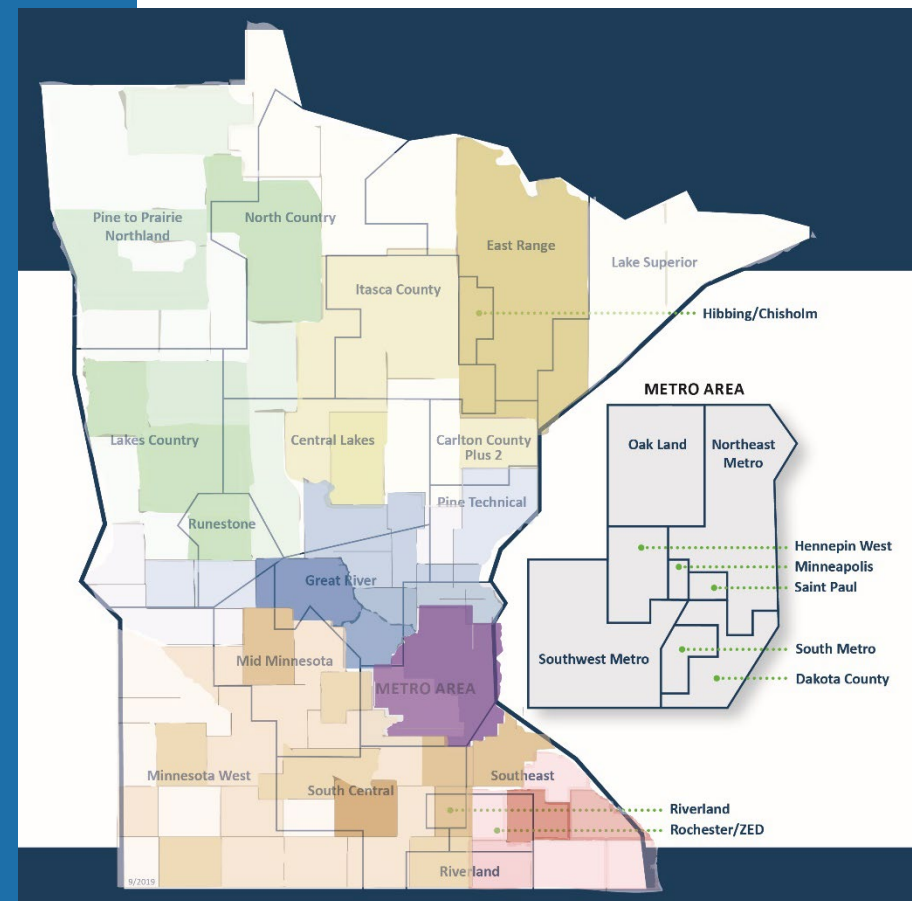 Pine to Prairie
Northland
North Country
East Range
Lake Superior
Itasca County
Hibbing/Chisholm
METRO AREA
Oak Land
Northeast
Metro
Lakes Country
Central Lakes
Carlton County
Plus 2
Pine Technical
Runestone
Hennepin West
Minneapolis
Great River
Saint Paul
South Metro
Southwest Metro
Mid Minnesota
Dakota County
METRO AREA
Minnesota West
South Central
Southeast
Riverland
Rochester/ZED
Riverland
9/2019